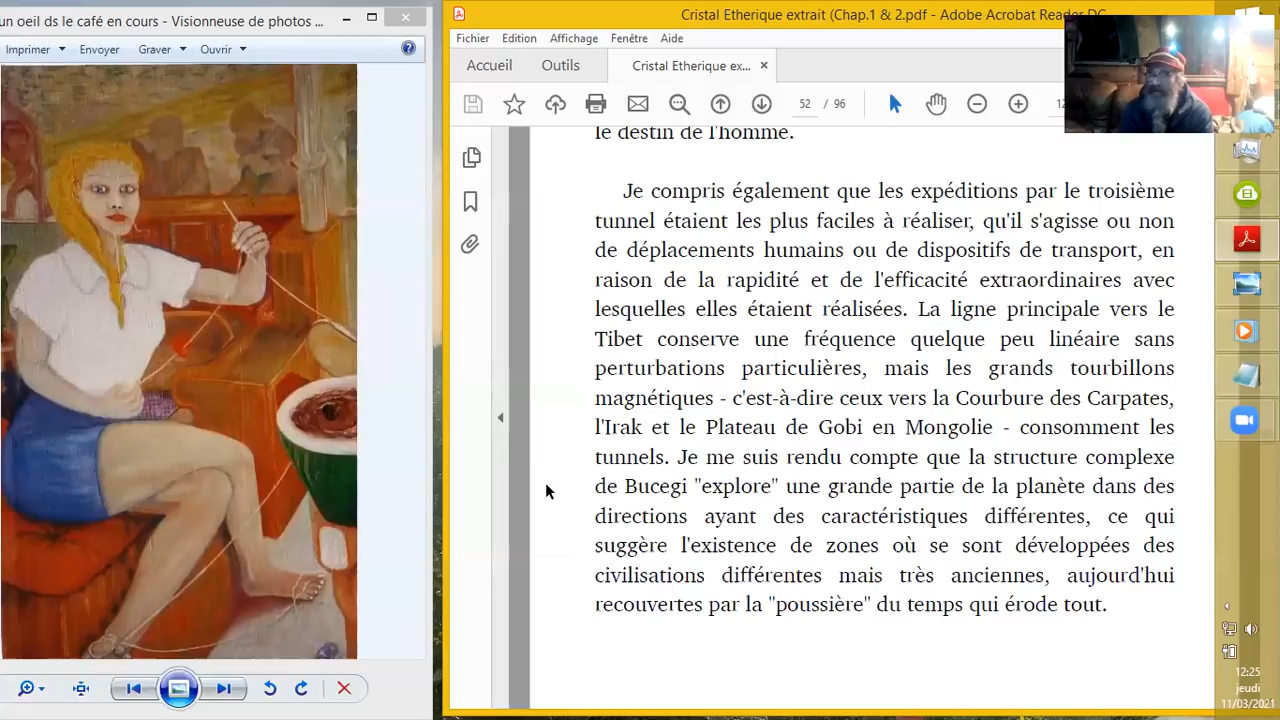 un oeil ds le café en cours - Visionneuse de photos ...
Imprimer
Envoyer
Graver
Ouvrir
Cristal Etherique extrait (Chap.1 & 2.pdf - Adobe Acrobat Reader DC
Fichier Edition Affichage Fenêtre Aide
Accueil Outils Cristal Etherique ex... ×
52 / 96
le destin de l'homme.
Je compris également que les expéditions par le troisième
tunnel étaient les plus faciles à réaliser, qu'il s'agisse ou non
de déplacements humains ou de dispositifs de transport, en
raison de la rapidité et de l'efficacité extraordinaires avec
lesquelles elles étaient réalisées. La ligne principale vers le
Tibet conserve une fréquence quelque peu linéaire sans
perturbations particulières, mais les grands tourbillons
magnétiques - c'est-à-dire ceux vers la Courbure des Carpates,
l'Irak et le Plateau de Gobi en Mongolie - consomment les
tunnels. Je me suis rendu compte que la structure complexe
de Bucegi "explore" une grande partie de la planète dans des
directions ayant des caractéristiques différentes, ce qui
suggère l'existence de zones où se sont développées des
civilisations différentes mais très anciennes, aujourd'hui
recouvertes par la "poussière" du temps qui érode tout.
12:25
jeudi
11/03/2021